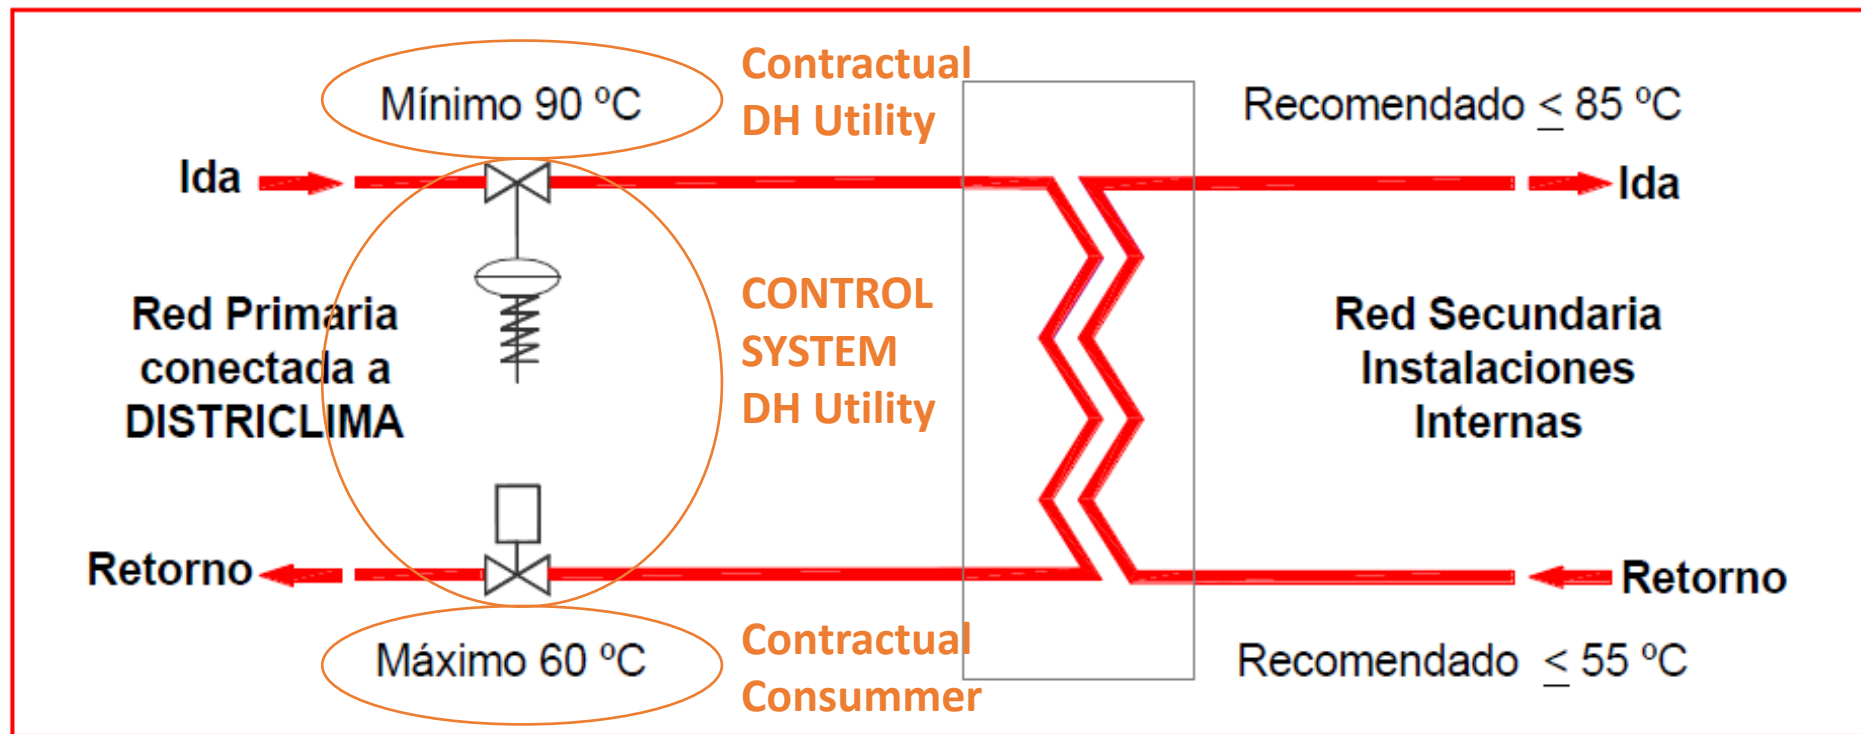 Mínimo 90 ºC
Contractual
DH Utility
Recomendado ≤ 85 ºC
Ida
Ida
Red Primaria
conectada a
DISTRICLIMA
CONTROL
SYSTEM
DH Utility
Red Secundaria
Instalaciones
Internas
Retorno
Retorno
Máximo 60 ºC
Contractual
Consummer
Recomendado ≤ 55 ºC